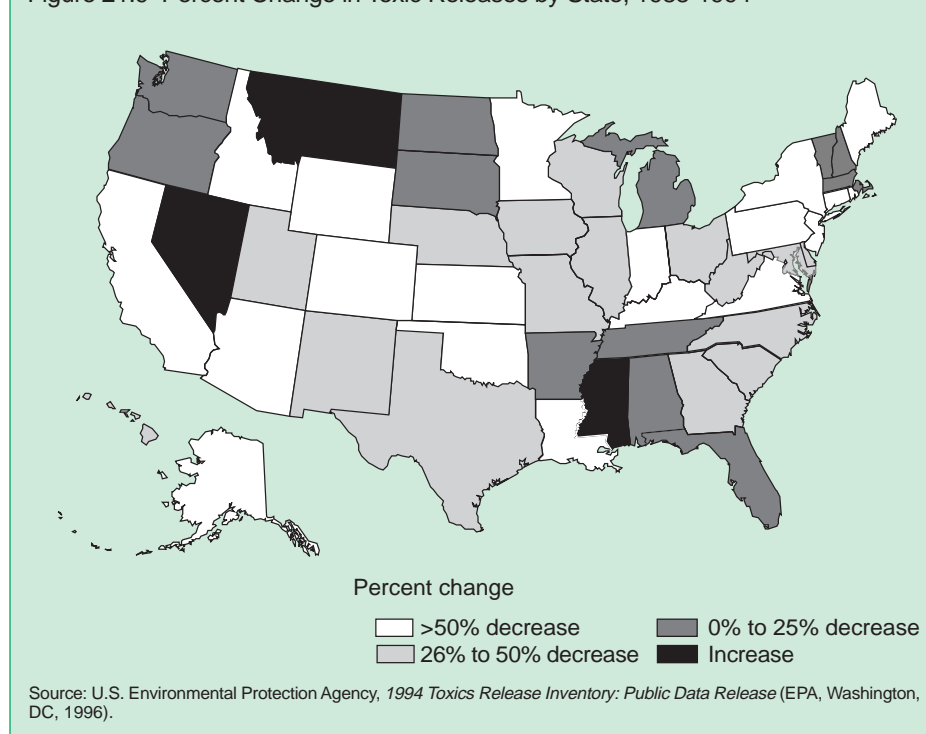 Percent change
>50% decrease
0% to 25% decrease
26% to 50% decrease
Increase
Source: U.S. Environmental Protection Agency, 1994 Toxics Release Inventory: Public Data Release (EPA, Washington,
DC, 1996).